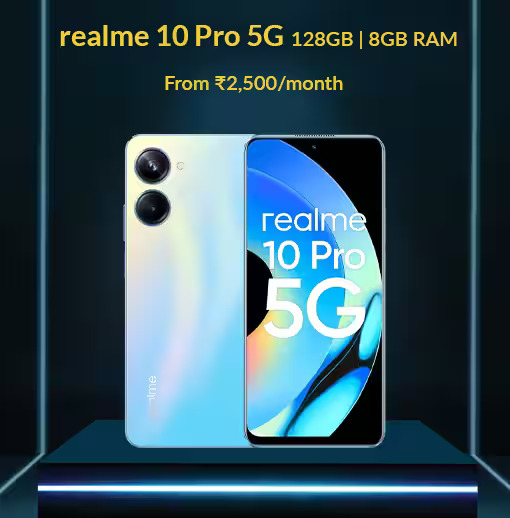 realme 10 Pro 5G 128GB | 8GB RAM
From ₹2,500/month
realme
realme
10 Pro
5G